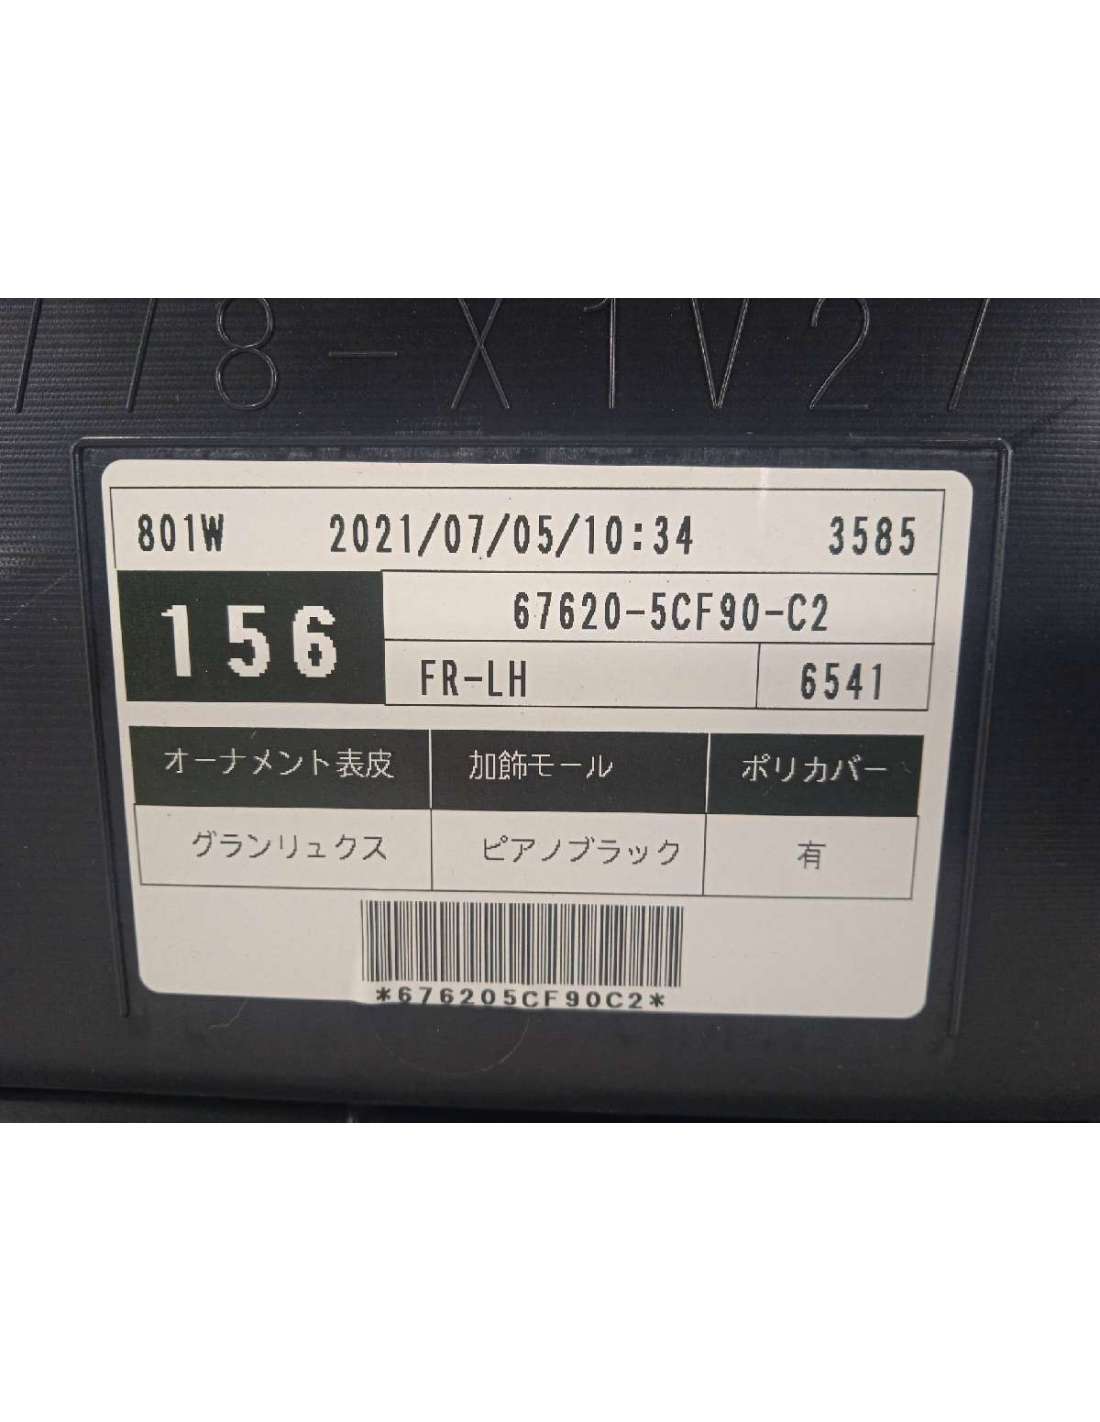 778-X1V27
801W 2021/07/05/10:34 3585
156 67620-5CF90-C2
FR-LH 6541
オーナメント表皮 加飾モール ポリカバー
グランリュクス ピアノブラック 有
*676205CF90C2*